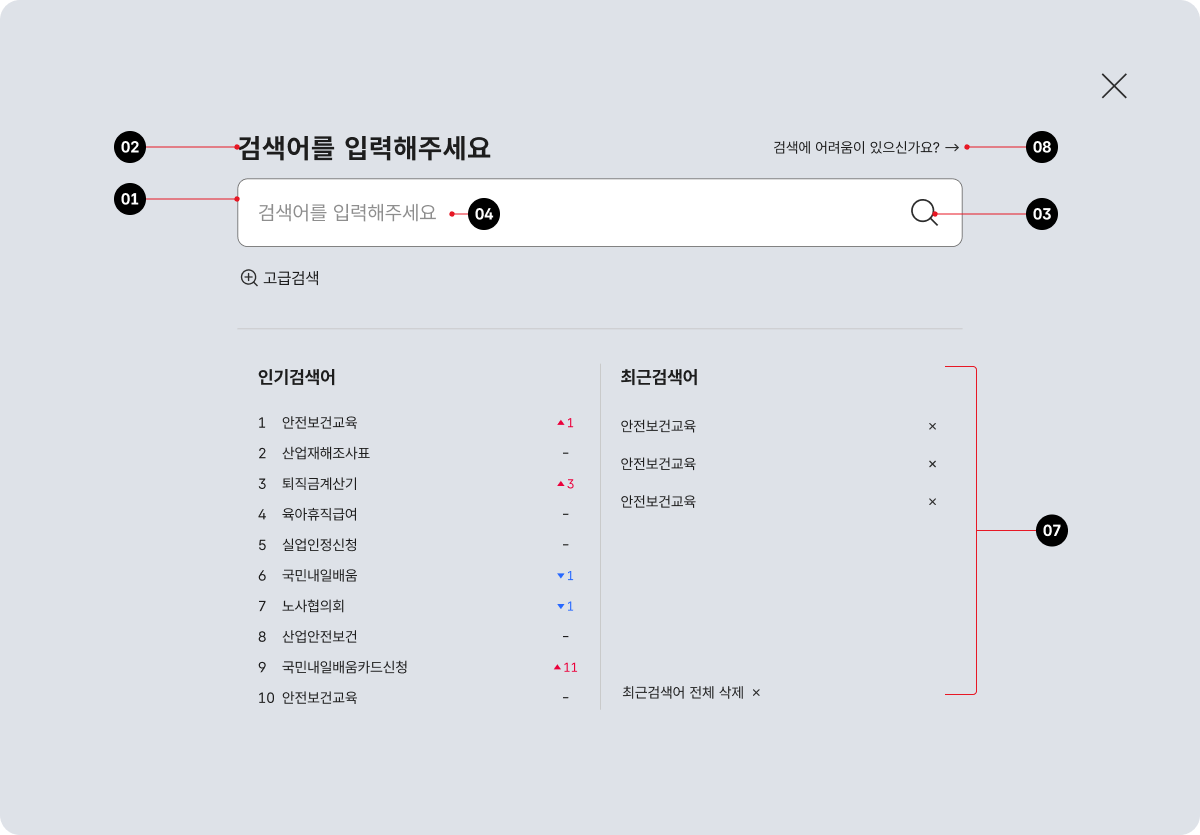 02 검색어를 입력해주세요 검색에 어려움이 있으신가요? → 08
01
검색어를 입력해주세요 04 03
고급검색
인기검색어
1 안전보건교육 ▲1
2 산업재해조사표 -
3 퇴직금계산기 ▲3
4 육아휴직급여 -
5 실업인정신청 -
6 국민내일배움 ▼1
7 노사협의회 ▼1
8 산업안전보건 -
9 국민내일배움카드신청 ▲11
10 안전보건교육 -
최근검색어
안전보건교육 ×
안전보건교육 ×
안전보건교육 ×
07
최근검색어 전체 삭제 ×